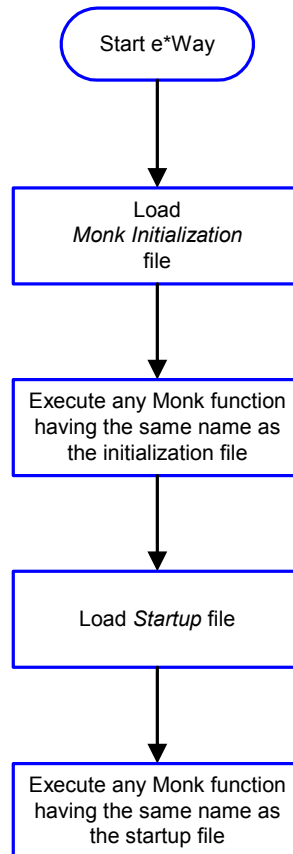 Start e*Way
Load
Monk Initialization
file
Execute any Monk function
having the same name as
the initialization file
Load Startup file
Execute any Monk function
having the same name as
the startup file